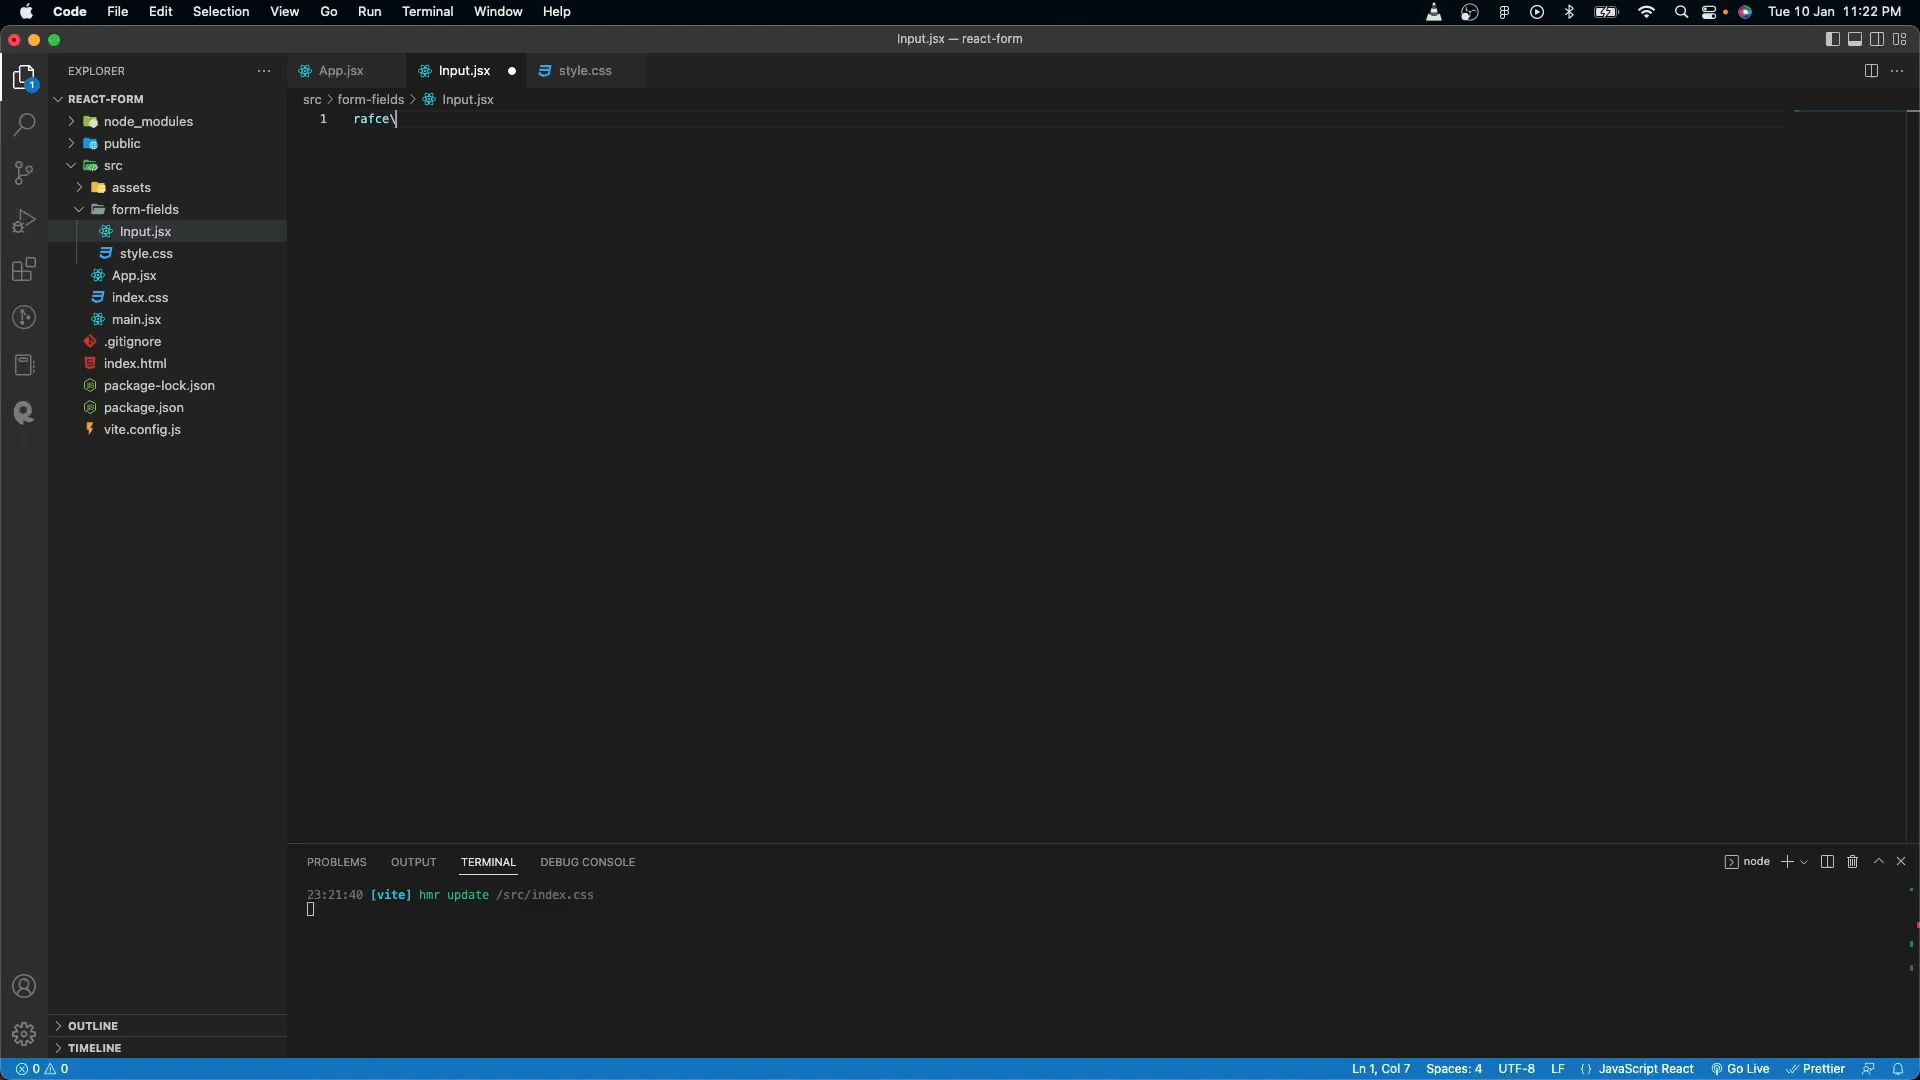 Code File Edit Selection View Go Run Terminal Window Help
Tue 10 Jan 11:22 PM
Input.jsx — react-form
EXPLORER
App.jsx
Input.jsx
style.css
src
form-fields
Input.jsx
REACT-FORM
node_modules
public
src
assets
form-fields
Input.jsx
style.css
App.jsx
index.css
main.jsx
.gitignore
index.html
package-lock.json
package.json
vite.config.js
1
rafce\
1
PROBLEMS OUTPUT TERMINAL DEBUG CONSOLE
node
23:21:40 [vite] hmr update /src/index.css
OUTLINE
TIMELINE
0 0
Ln 1, Col 7 Spaces: 4 UTF-8 LF {} JavaScript React Go Live Prettier